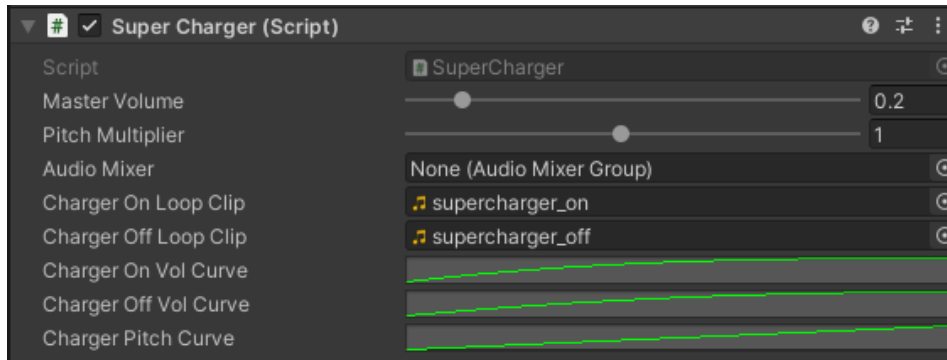 Super Charger (Script)
Script SuperCharger
Master Volume 0.2
Pitch Multiplier 1
Audio Mixer None (Audio Mixer Group)
Charger On Loop Clip supercharger_on
Charger Off Loop Clip supercharger_off
Charger On Vol Curve
Charger Off Vol Curve
Charger Pitch Curve